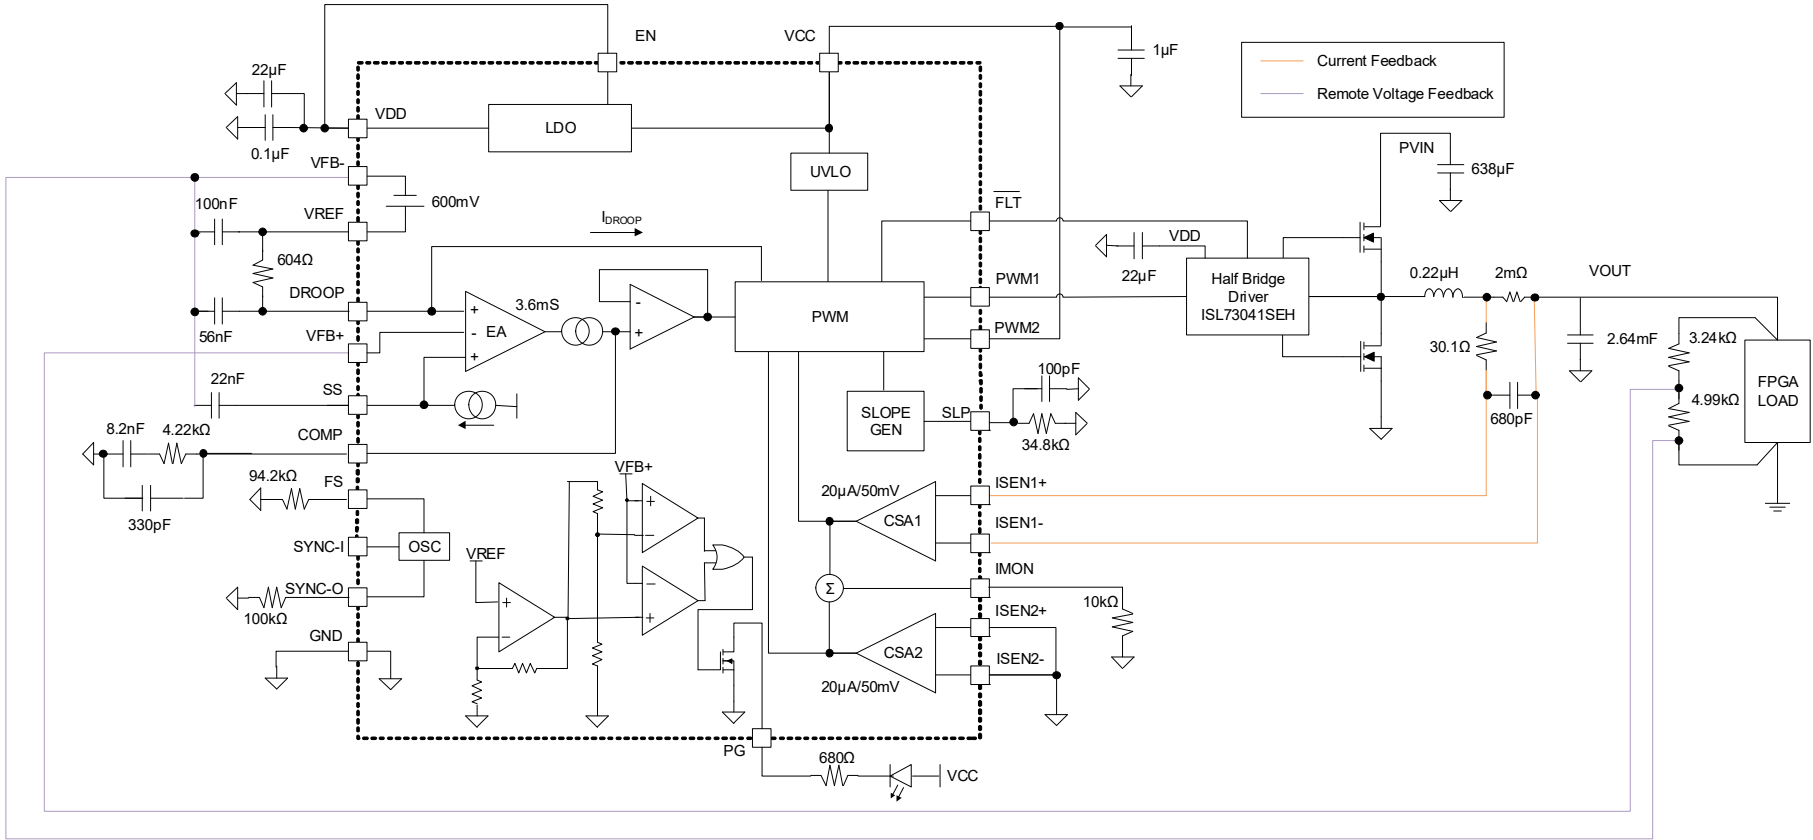 EN
VCC
1µF
Current Feedback
Remote Voltage Feedback
22µF
0.1µF
VDD
LDO
UVLO
VFB-
600mV
100nF
VREF
604Ω
DROOP
56nF
VFB+
I_DROOP
3.6mS
+
-
+
EA
-
+
PWM
FLT
PWM1
PWM2
VDD
22µF
Half Bridge
Driver
ISL73041SEH
PVIN
638µF
0.22µH
2mΩ
VOUT
30.1Ω
680pF
2.64mF
3.24kΩ
4.99kΩ
FPGA
LOAD
22nF
SS
8.2nF
4.22kΩ
COMP
330pF
SLOPE
GEN
SLP
100pF
34.8kΩ
94.2kΩ
FS
SYNC-I
OSC
SYNC-O
100kΩ
GND
VREF
+
−
VFB+
+
−
−
+
20µA/50mV
CSA1
ISEN1+
ISEN1-
Σ
IMON
10kΩ
CSA2
20µA/50mV
ISEN2+
ISEN2-
PG
680Ω
VCC